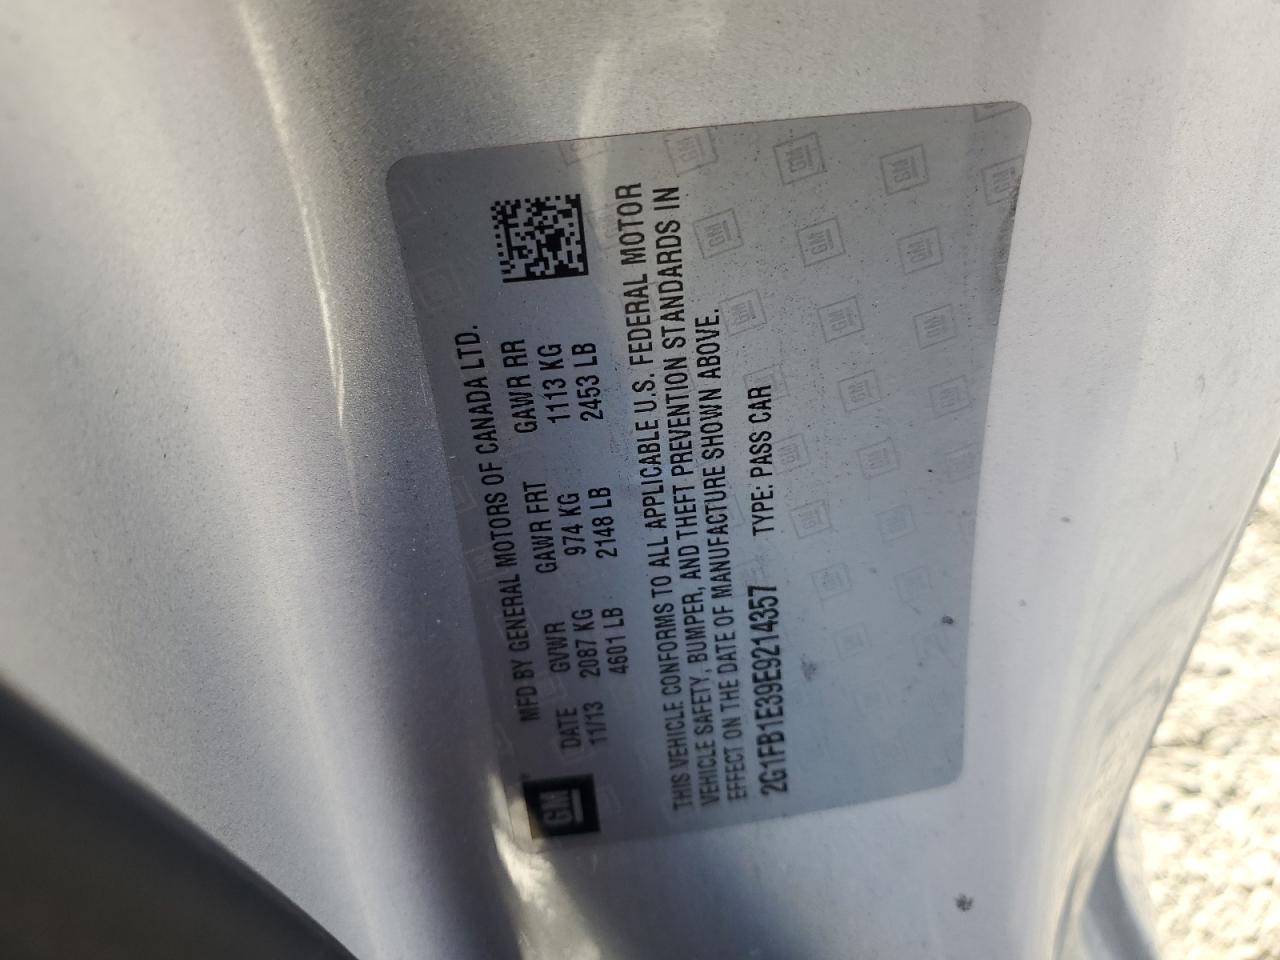 GM
MFD BY GENERAL MOTORS OF CANADA LTD.
DATE GVWR GAWR FRT GAWR RR
11/13 2087 KG 974 KG 1113 KG
4601 LB 2148 LB 2453 LB
THIS VEHICLE CONFORMS TO ALL APPLICABLE U.S. FEDERAL MOTOR
VEHICLE SAFETY, BUMPER, AND THEFT PREVENTION STANDARDS IN
EFFECT ON THE DATE OF MANUFACTURE SHOWN ABOVE.
2G1FB1E39E9214357 TYPE: PASS CAR